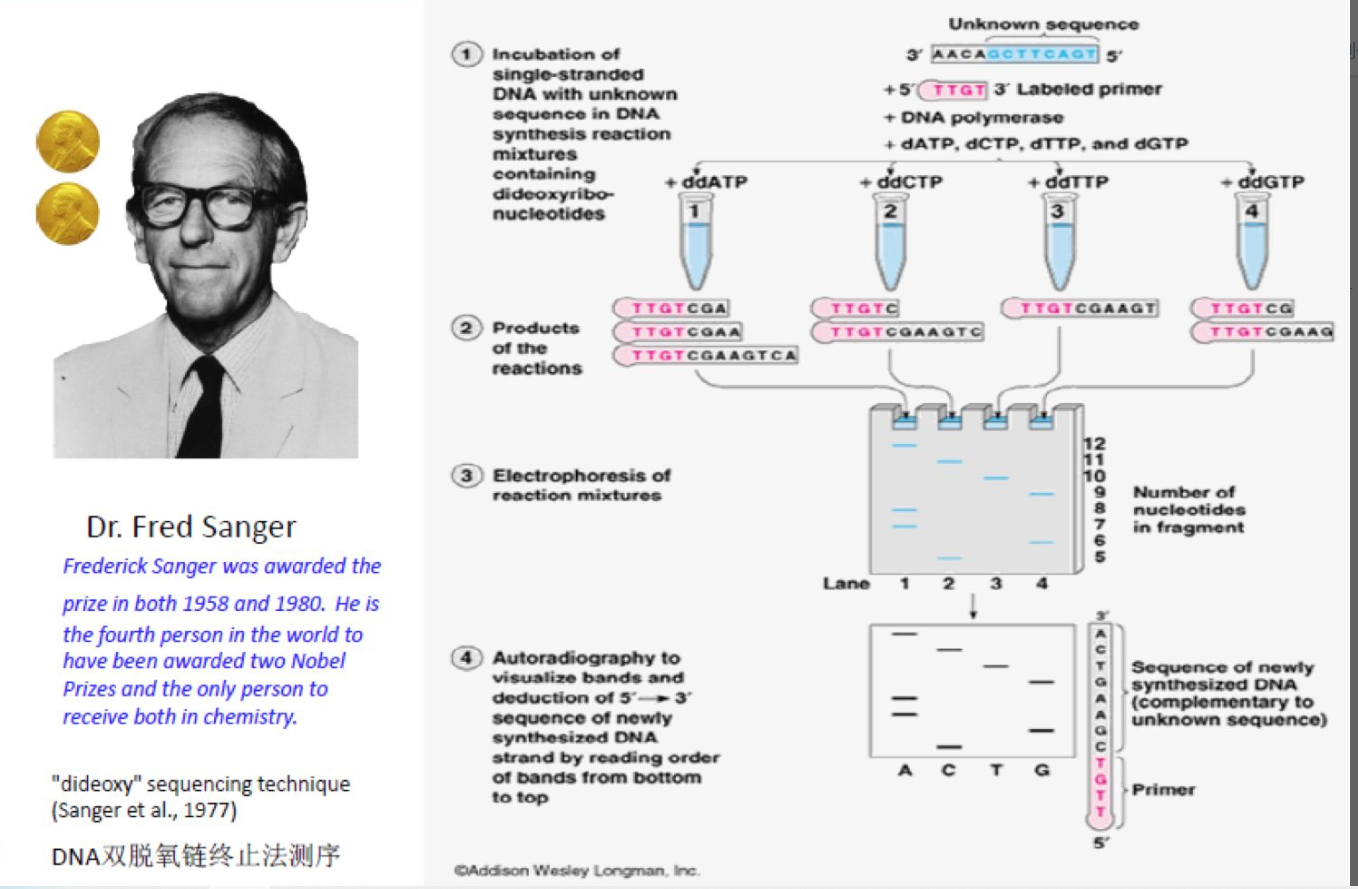 Dr. Fred Sanger
Frederick Sanger was awarded the
prize in both 1958 and 1980. He is
the fourth person in the world to
have been awarded two Nobel
Prizes and the only person to
receive both in chemistry.
"dideoxy" sequencing technique
(Sanger et al., 1977)
DNA双脱氧链终止法测序
1 Incubation of
single-stranded
DNA with unknown
sequence in DNA
synthesis reaction
mixtures
containing
dideoxyribo-
nucleotides
Unknown sequence
3′ AACAGCTTCAGT 5′
+ 5′ TTGT 3′ Labeled primer
+ DNA polymerase
+ dATP, dCTP, dTTP, and dGTP
+ ddATP + ddCTP + ddTTP + ddGTP
1 2 3 4
2 Products
of the
reactions
TTGTCGA TTGTC TTGTCGAAGT TTGTCG
TTGTCGAA TTGTCGAAGTC TTGTCGAAG
TTGTCGAAGTCA
3 Electrophoresis of
reaction mixtures
12
11
10
9
8
7
6
5
Number of
nucleotides
in fragment
Lane 1 2 3 4
4 Autoradiography to
visualize bands and
deduction of 5′→3′
sequence of newly
synthesized DNA
strand by reading order
of bands from bottom
to top
A C T G
3′
A
C
T
G
A
A
G
C
T
G
T
T
5′
Sequence of newly
synthesized DNA
(complementary to
unknown sequence)
Primer
©Addison Wesley Longman, Inc.